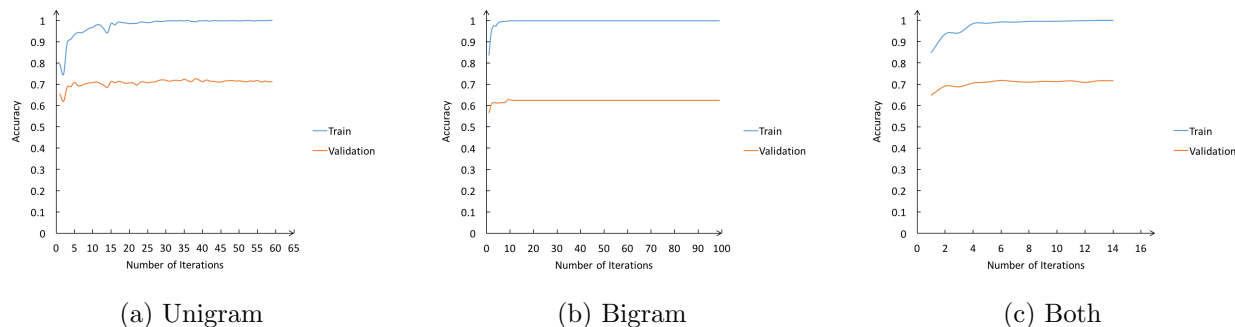 1
0.9
0.8
0.7
0.6
0.5
0.4
0.3
0.2
0.1
0
Accuracy
0 5 10 15 20 25 30 35 40 45 50 55 60 65
Number of Iterations
Train
Validation
(a) Unigram
1
0.9
0.8
0.7
0.6
0.5
0.4
0.3
0.2
0.1
0
Accuracy
0 10 20 30 40 50 60 70 80 90 100
Number of Iterations
Train
Validation
(b) Bigram
1
0.9
0.8
0.7
0.6
0.5
0.4
0.3
0.2
0.1
0
Accuracy
0 2 4 6 8 10 12 14 16
Number of Iterations
Train
Validation
(c) Both